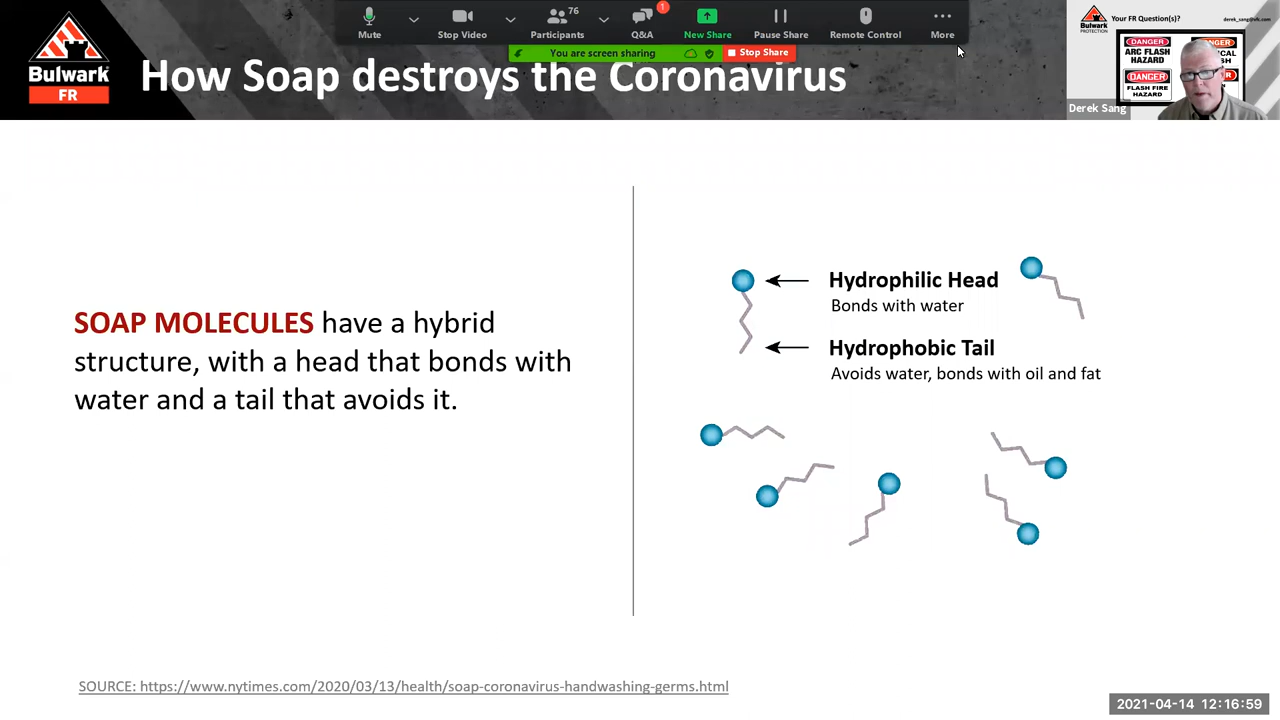 Mute
Stop Video
76
Participants
1
Q&A
New Share
Pause Share
Remote Control
More
You are screen sharing
Stop Share
Bulwark
FR
How Soap destroys the Coronavirus
Bulwark
PROTECTION
Your FR Question(s)?
DANGER
ARC FLASH
HAZARD
DANGER
FLASH FIRE
HAZARD
Derek Sang
SOAP MOLECULES have a hybrid
structure, with a head that bonds with
water and a tail that avoids it.
Hydrophilic Head
Bonds with water
Hydrophobic Tail
Avoids water, bonds with oil and fat
SOURCE: https://www.nytimes.com/2020/03/13/health/soap-coronavirus-handwashing-germs.html
2021-04-14 12:16:59